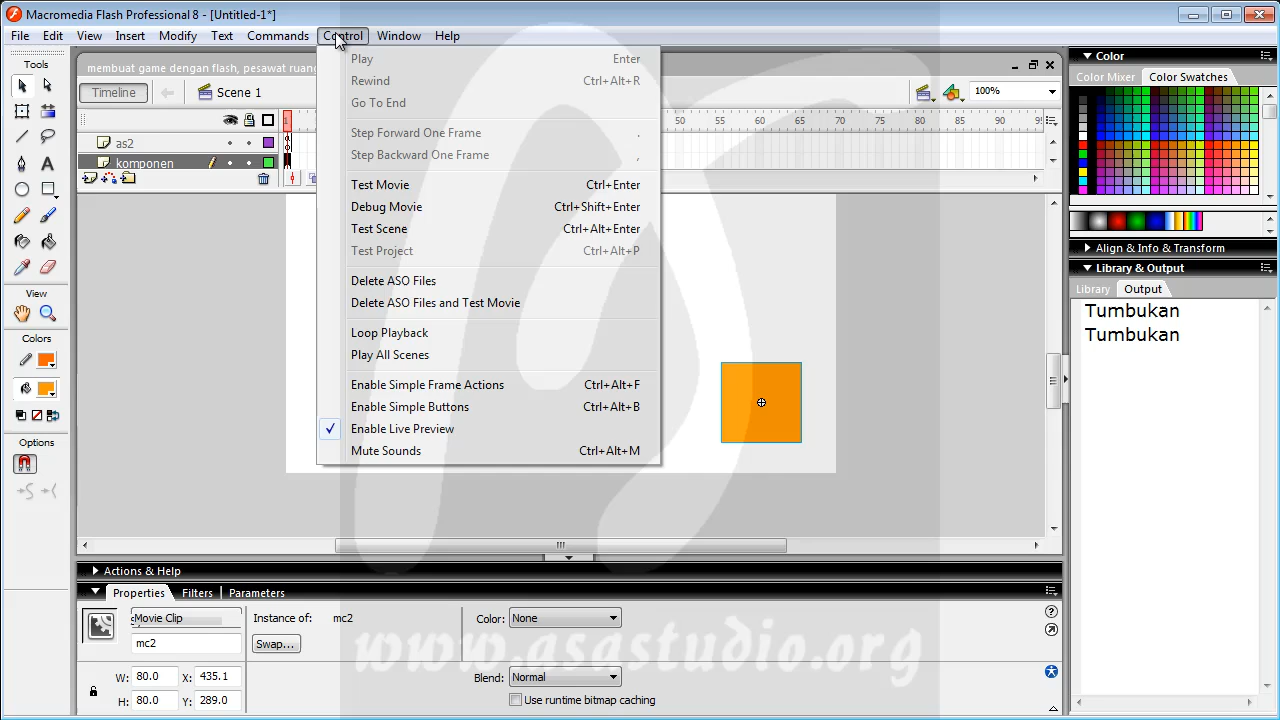 Macromedia Flash Professional 8 - [Untitled-1*]
File Edit View Insert Modify Text Commands Control Window Help
Tools
membuat game dengan flash, pesawat ruang
Timeline
Scene 1
100%
1 50 55 60 65 70 75 80 85 90 95
as2
komponen
Play Enter
Rewind Ctrl+Alt+R
Go To End
Step Forward One Frame .
Step Backward One Frame ,
Test Movie Ctrl+Enter
Debug Movie Ctrl+Shift+Enter
Test Scene Ctrl+Alt+Enter
Test Project Ctrl+Alt+P
Delete ASO Files
Delete ASO Files and Test Movie
Loop Playback
Play All Scenes
Enable Simple Frame Actions Ctrl+Alt+F
Enable Simple Buttons Ctrl+Alt+B
Enable Live Preview
Mute Sounds Ctrl+Alt+M
View
Colors
Options
Color
Color Mixer Color Swatches
Align & Info & Transform
Library & Output
Library Output
Tumbukan
Tumbukan
Actions & Help
Properties Filters Parameters
Movie Clip
Instance of: mc2
Color: None
mc2
Swap...
W: 80.0 X: 435.1
Blend: Normal
H: 80.0 Y: 289.0
Use runtime bitmap caching
www.asastudio.org